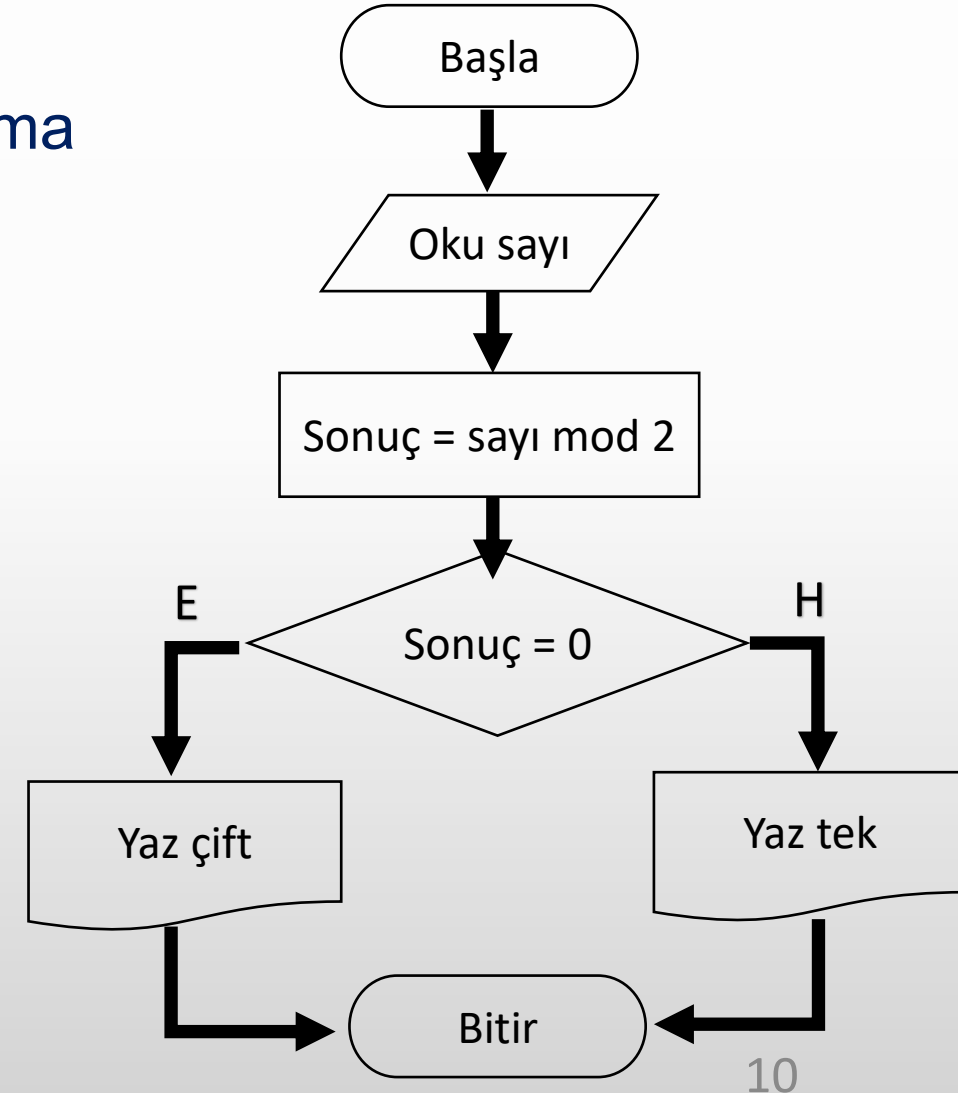 Başla
ma
Oku sayı
Sonuç = sayı mod 2
E
H
Sonuç = 0
Yaz çift
Yaz tek
Bitir
10